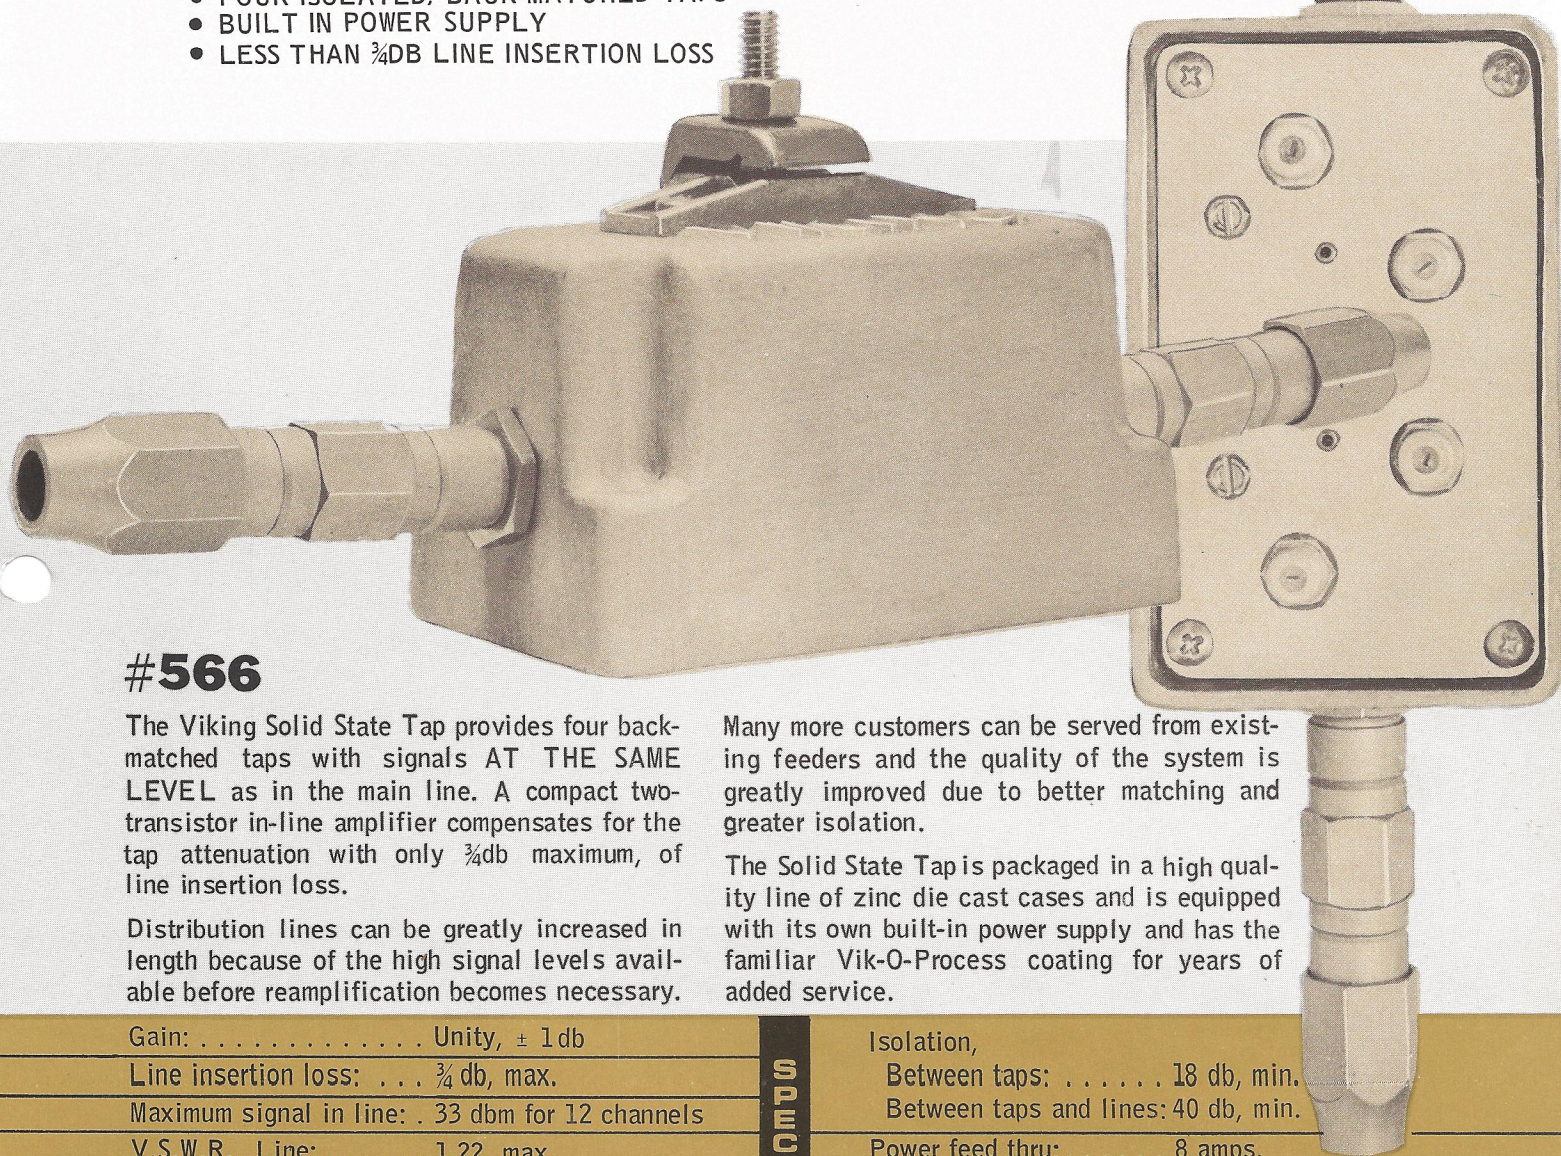 • FOUR ISOLATED, BACK-MATCHED TAPS
• BUILT IN POWER SUPPLY
• LESS THAN ¾DB LINE INSERTION LOSS
#566
The Viking Solid State Tap provides four back-
matched taps with signals AT THE SAME
LEVEL as in the main line. A compact two-
transistor in-line amplifier compensates for the
tap attenuation with only ¾db maximum, of
line insertion loss.
Distribution lines can be greatly increased in
length because of the high signal levels avail-
able before reamplification becomes necessary.
Many more customers can be served from exist-
ing feeders and the quality of the system is
greatly improved due to better matching and
greater isolation.
The Solid State Tap is packaged in a high qual-
ity line of zinc die cast cases and is equipped
with its own built-in power supply and has the
familiar Vik-O-Process coating for years of
added service.
Gain: . . . . . . . . . . . . . Unity, ± 1db
Line insertion loss: . . . ¾ db, max.
Maximum signal in line: . 33 dbm for 12 channels
V.S.W.R. Line: 1.22 max
SPEC
Isolation,
Between taps: . . . . . . 18 db, min.
Between taps and lines: 40 db, min.
Power feed thru: 8 amps.